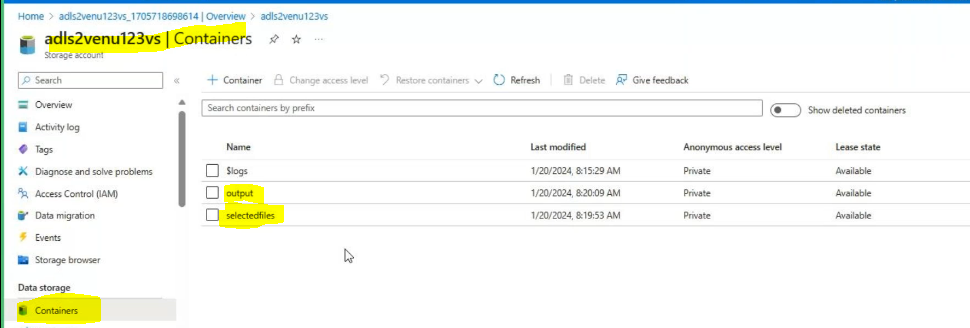 Home > adls2venu123vs_1705718698614 | Overview > adls2venu123vs
adls2venu123vs | Containers
Storage account
Search
Container Change access level Restore containers Refresh Delete Give feedback
Overview
Activity log
Tags
Diagnose and solve problems
Access Control (IAM)
Data migration
Events
Storage browser
Data storage
Containers
Search containers by prefix
Show deleted containers
Name Last modified Anonymous access level Lease state
$logs 1/20/2024, 8:15:29 AM Private Available
output 1/20/2024, 8:20:09 AM Private Available
selectedfiles 1/20/2024, 8:19:53 AM Private Available